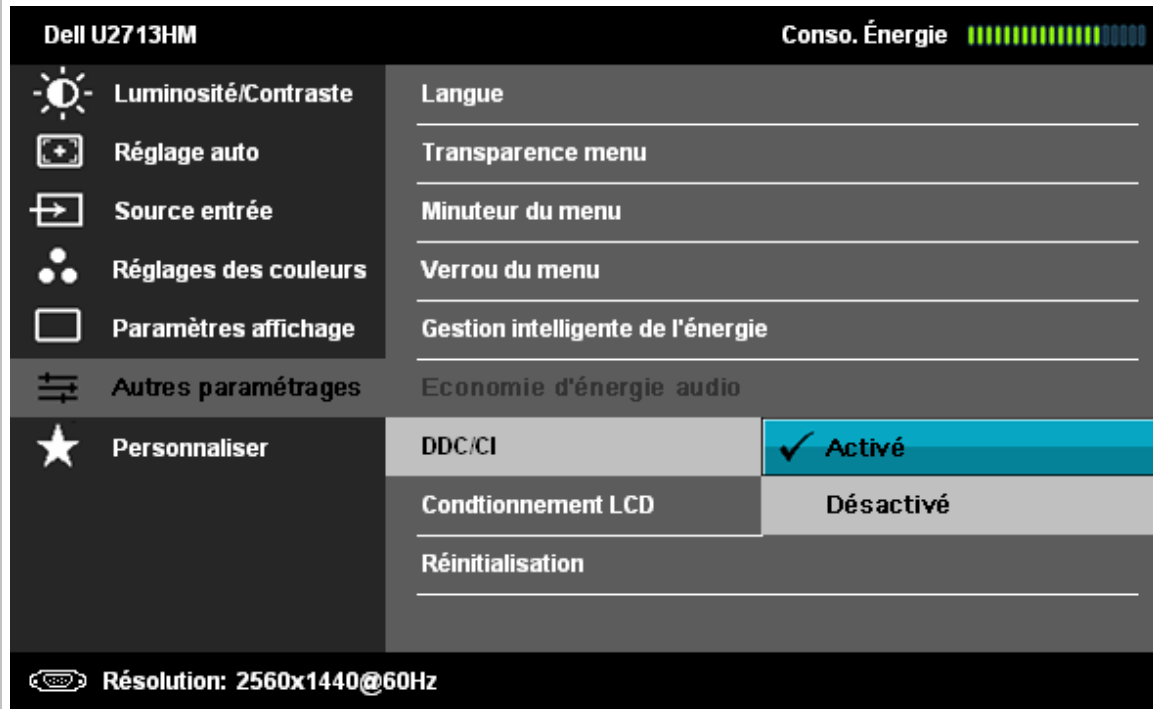 Dell U2713HM Conso. Énergie
Luminosité/Contraste
Réglage auto
Source entrée
Réglages des couleurs
Paramètres affichage
Autres paramétrages
Personnaliser
Langue
Transparence menu
Minuteur du menu
Verrou du menu
Gestion intelligente de l'énergie
Economie d'énergie audio
DDC/CI
Condtionnement LCD
Réinitialisation
Activé
Désactivé
Résolution: 2560x1440@60Hz